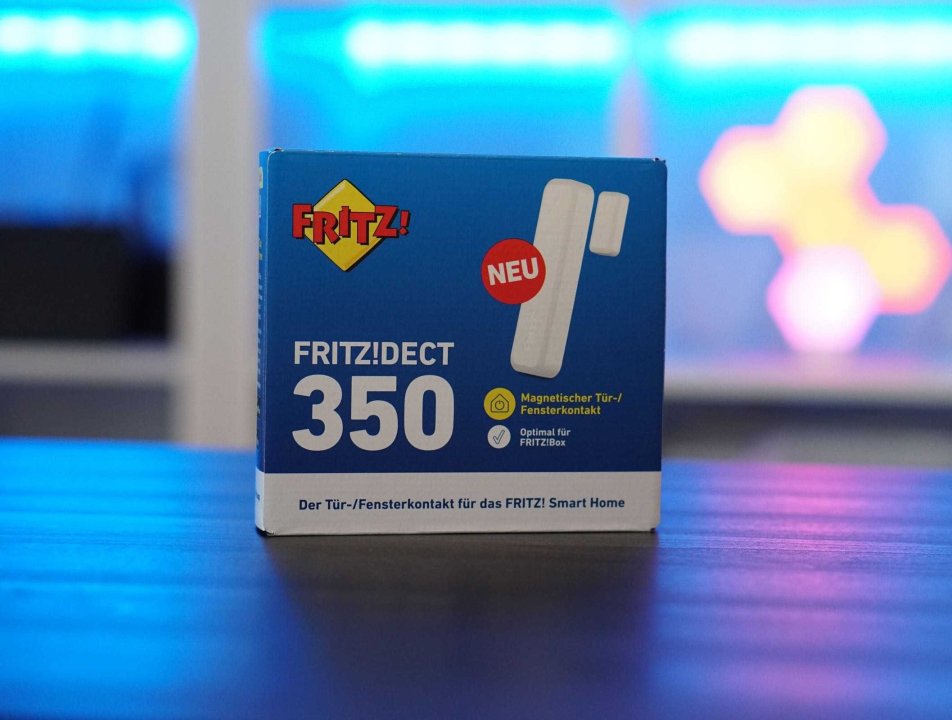 FRITZ!
NEU
FRITZ!DECT
350
Magnetischer Tür-/
Fensterkontakt
Optimal für
FRITZ!Box
Der Tür-/Fensterkontakt für das FRITZ! Smart Home